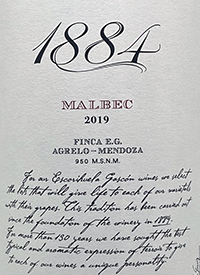 1884
MALBEC
2019
FINCA E.G.
AGRELO - MENDOZA
950 M.S.N.M.
For our Escorihuela Gascón wines we select
the best that will give life to each of our varietals
with their grapes. This tradition has been carried out
since the foundation of the winery in 1884.
For more than 130 years we have sought the best
typical and aromatic expression of terroir to give
to each of our wines a unique personality.